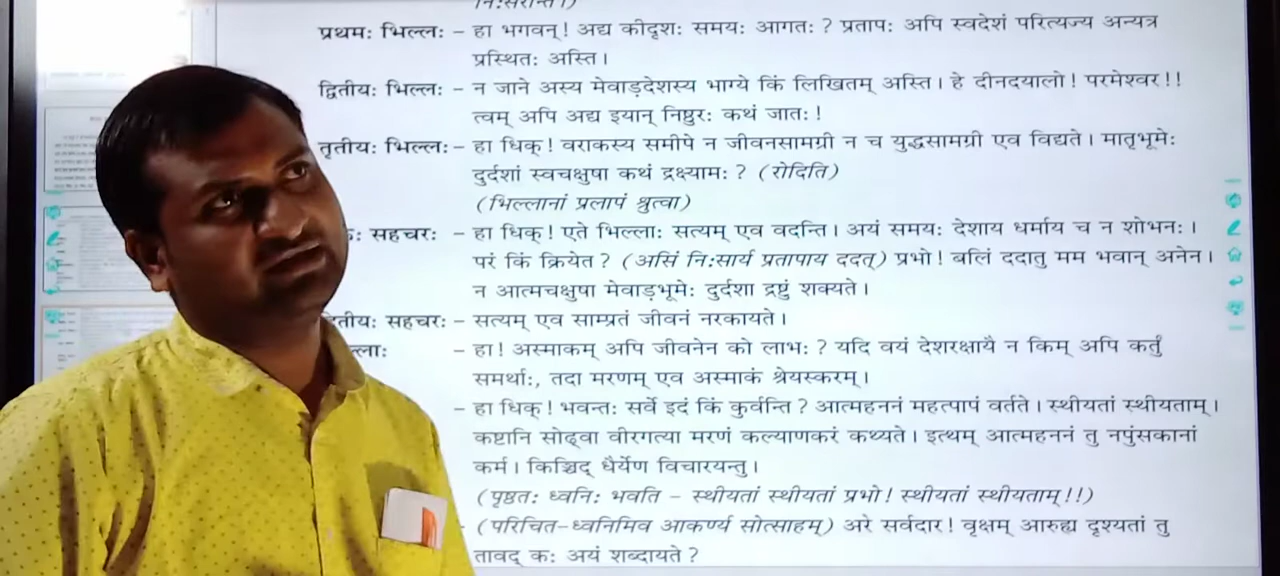 निःसरन्ति।)
प्रथमः भिल्लः – हा भगवन्! अद्य कीदृशः समयः आगतः? प्रतापः अपि स्वदेशं परित्यज्य अन्यत्र
प्रस्थितः अस्ति।
द्वितीयः भिल्लः – न जाने अस्य मेवाड़देशस्य भाग्ये किं लिखितम् अस्ति। हे दीनदयालो! परमेश्वर!!
त्वम् अपि अद्य इयान् निष्ठुरः कथं जातः!
तृतीयः भिल्लः – हा धिक्! वराकस्य समीपे न जीवनसामग्री न च युद्धसामग्री एव विद्यते। मातृभूमेः
दुर्दशां स्वचक्षुषा कथं द्रक्ष्यामः? (रोदिति)
(भिल्लानां प्रलापं श्रुत्वा)
सहचरः – हा धिक्! एते भिल्लाः सत्यम् एव वदन्ति। अयं समयः देशाय धर्माय च न शोभनः।
परं किं क्रियेत? (असिं निःसार्य प्रतापाय ददत्) प्रभो! बलिं ददातु मम भवान् अनेन।
न आत्मचक्षुषा मेवाड़भूमेः दुर्दशा द्रष्टुं शक्यते।
तीयः सहचरः – सत्यम् एव साम्प्रतं जीवनं नरकायते।
ल्लाः – हा! अस्माकम् अपि जीवनेन को लाभः? यदि वयं देशरक्षायै न किम् अपि कर्तुं
समर्थाः, तदा मरणम् एव अस्माकं श्रेयस्करम्।
– हा धिक्! भवन्तः सर्वे इदं किं कुर्वन्ति? आत्महननं महत्पापं वर्तते। स्थीयतां स्थीयताम्।
कष्टानि सोढ्वा वीरगत्या मरणं कल्याणकरं कथ्यते। इत्थम् आत्महननं तु नपुंसकानां
कर्म। किञ्चिद् धैर्येण विचारयन्तु।
(पृष्ठतः ध्वनिः भवति – स्थीयतां स्थीयतां प्रभो! स्थीयतां स्थीयताम्!!)
– (परिचित-ध्वनिमिव आकर्ण्य सोत्साहम्) अरे सर्वदार! वृक्षम् आरुह्य दृश्यतां तु
तावद् कः अयं शब्दायते?